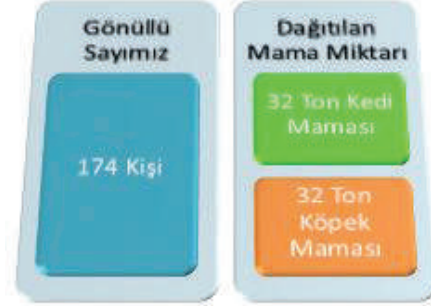 Gönüllü
Sayımız
174 Kişi
Dağıtılan
Mama Miktarı
32 Ton Kedi
Maması
32 Ton
Köpek
Maması